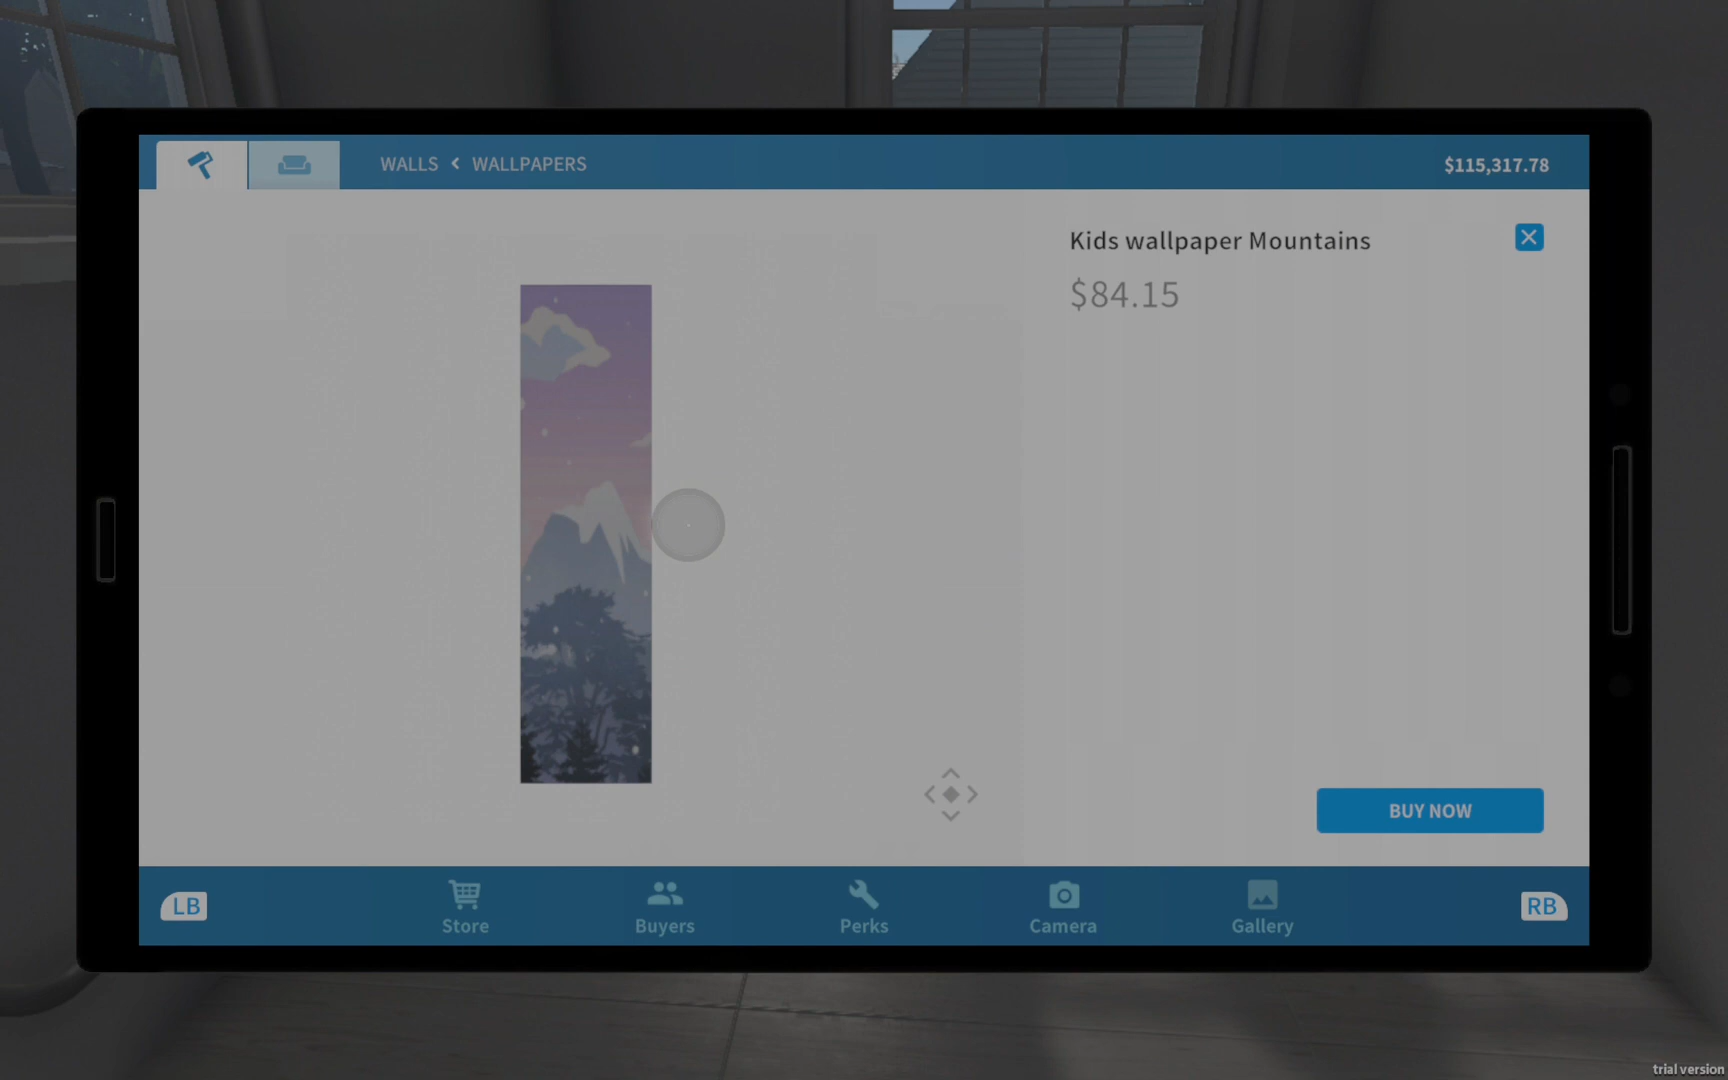 WALLS < WALLPAPERS
$115,317.78
Kids wallpaper Mountains
$84.15
BUY NOW
LB
Store
Buyers
Perks
Camera
Gallery
RB
trial version